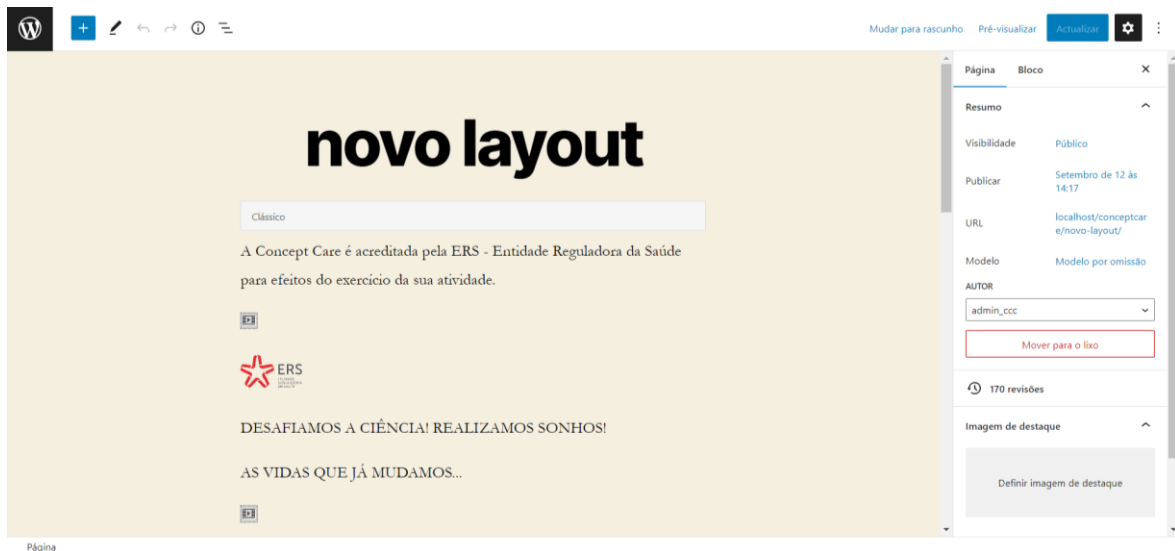 Mudar para rascunho Pré-visualizar Actualizar
Página Bloco
Resumo
novo layout
Visibilidade Público
Publicar Setembro de 12 às
14:17
URL localhost/conceptcar
e/novo-layout/
Clássico
A Concept Care é acreditada pela ERS - Entidade Reguladora da Saúde
para efeitos do exercício da sua atividade.
Modelo Modelo por omissão
AUTOR
admin_ccc
Mover para o lixo
ERS
170 revisões
DESAFIAMOS A CIÊNCIA! REALIZAMOS SONHOS!
Imagem de destaque
AS VIDAS QUE JÁ MUDAMOS...
Definir imagem de destaque
Página